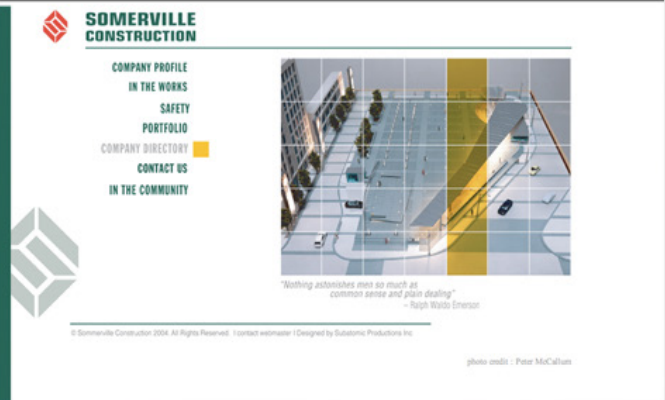 SOMERVILLE
CONSTRUCTION
COMPANY PROFILE
IN THE WORKS
SAFETY
PORTFOLIO
COMPANY DIRECTORY
CONTACT US
IN THE COMMUNITY
"Nothing astonishes men so much as
common sense and plain dealing"
– Ralph Waldo Emerson
© Sommerville Construction 2004. All Rights Reserved. I contact webmaster I Designed by Substomic Productions Inc
photo credit : Peter McCallum